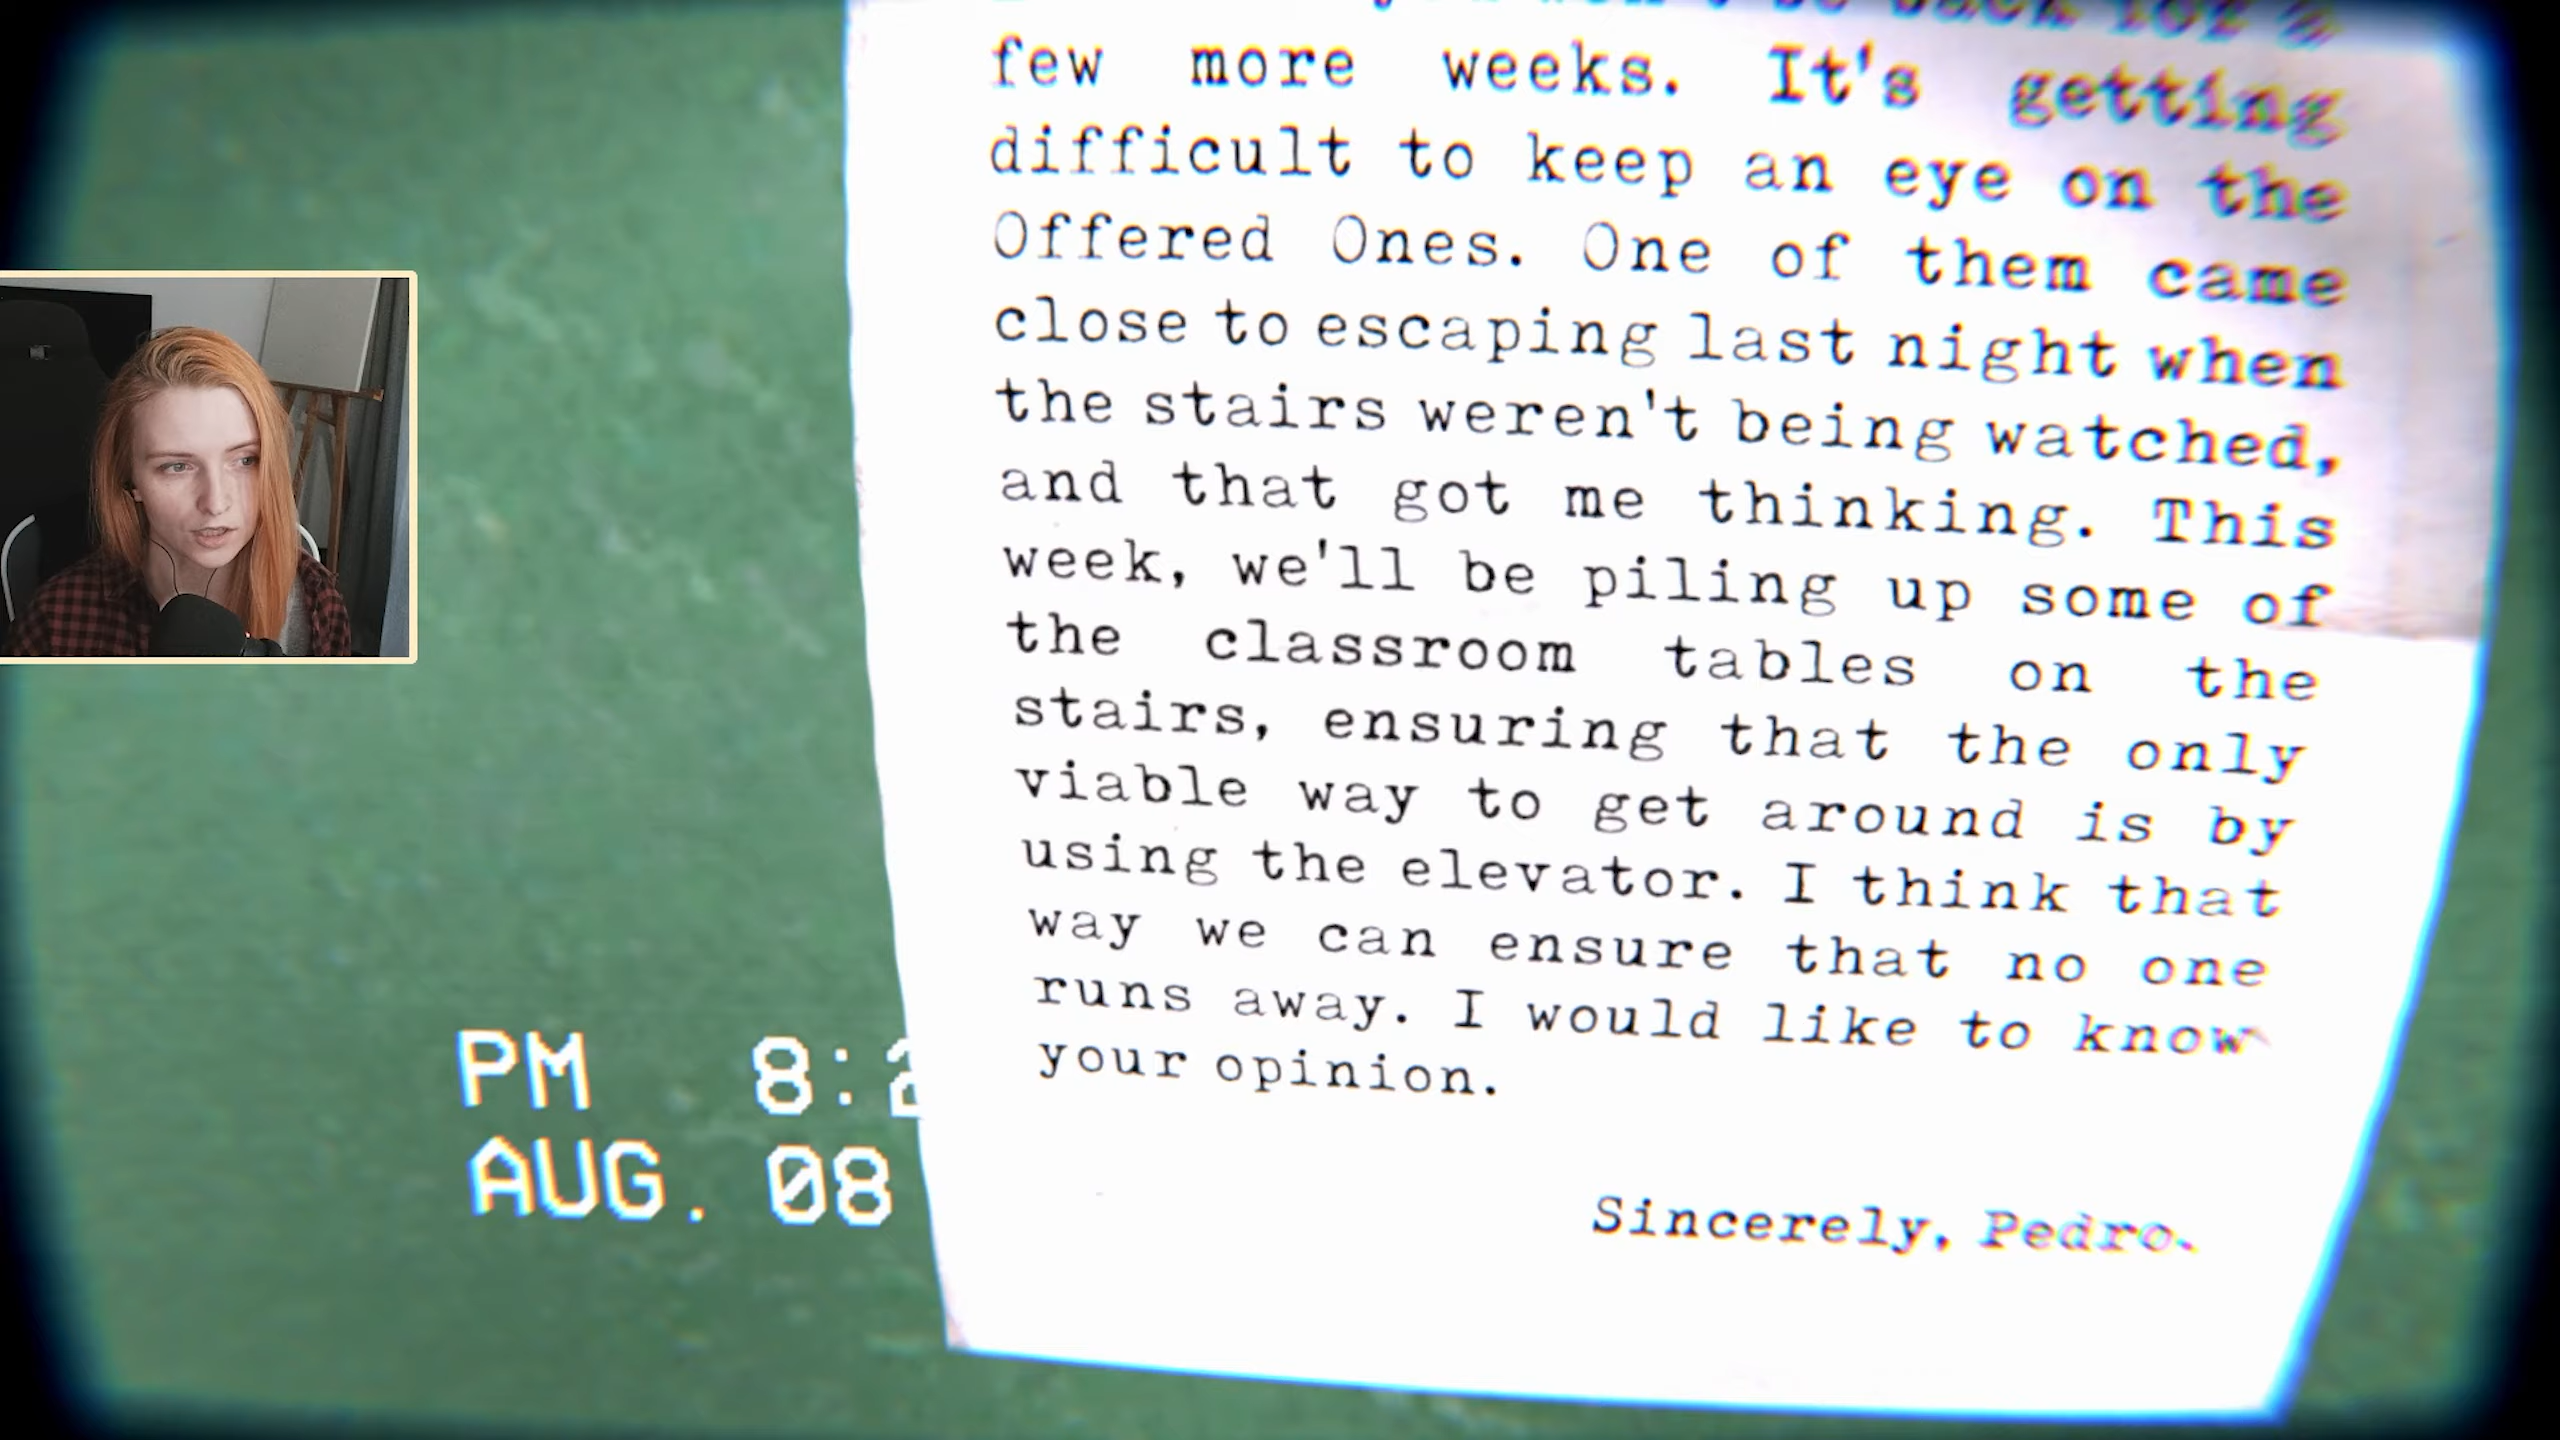 back for a
few more weeks. It's getting
difficult to keep an eye on the
Offered Ones. One of them came
close to escaping last night when
the stairs weren't being watched,
and that got me thinking. This
week, we'll be piling up some of
the classroom tables on the
stairs, ensuring that the only
viable way to get around is by
using the elevator. I think that
way we can ensure that no one
runs away. I would like to know
your opinion.
Sincerely, Pedro.
PM 8:2
AUG. 08